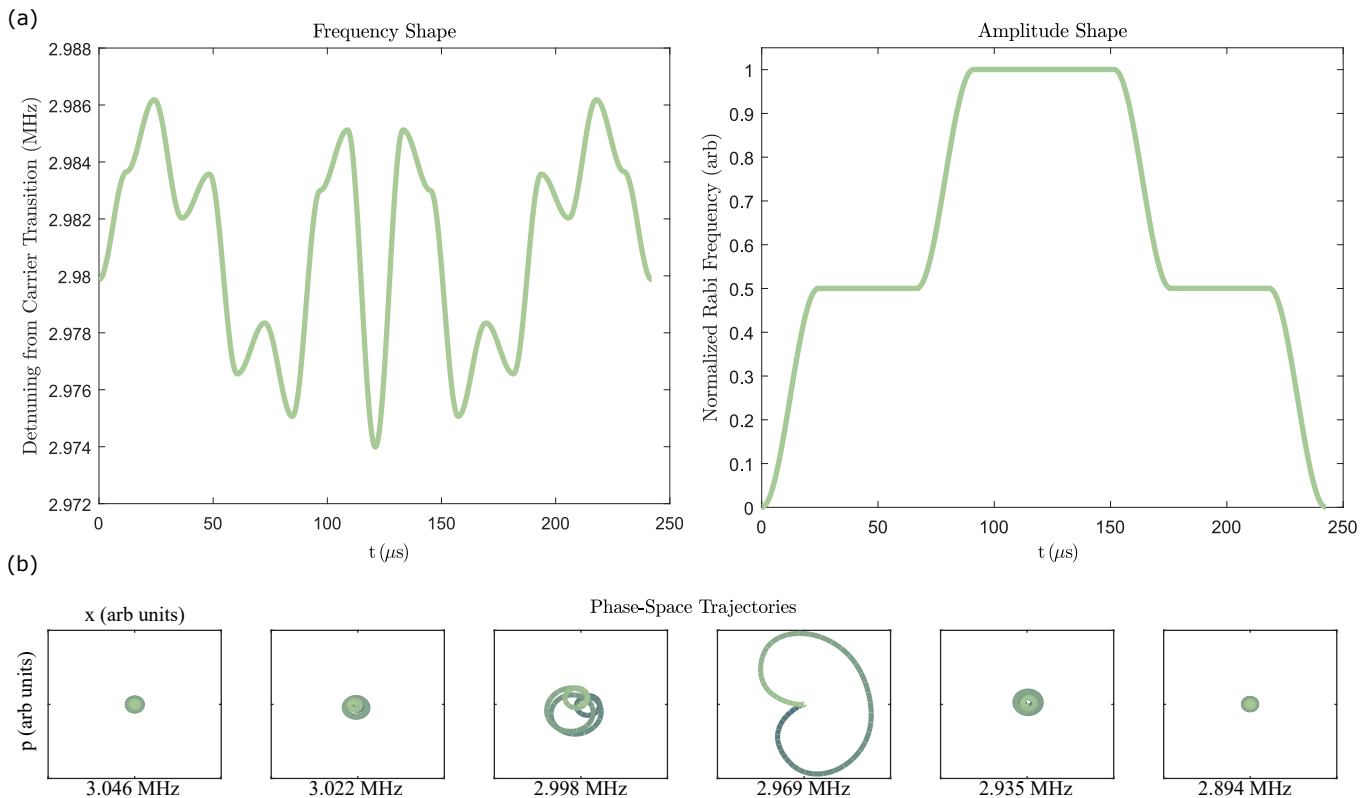 (a)
Frequency Shape
Detnuning from Carrier Transition (MHz)
2.988
2.986
2.984
2.982
2.98
2.978
2.976
2.974
2.972
0
50
100
150
200
250
t (μs)
Amplitude Shape
Normalized Rabi Frequency (arb)
1
0.9
0.8
0.7
0.6
0.5
0.4
0.3
0.2
0.1
0
0
50
100
150
200
250
t (μs)
(b)
Phase-Space Trajectories
x (arb units)
p (arb units)
3.046 MHz
3.022 MHz
2.998 MHz
2.969 MHz
2.935 MHz
2.894 MHz